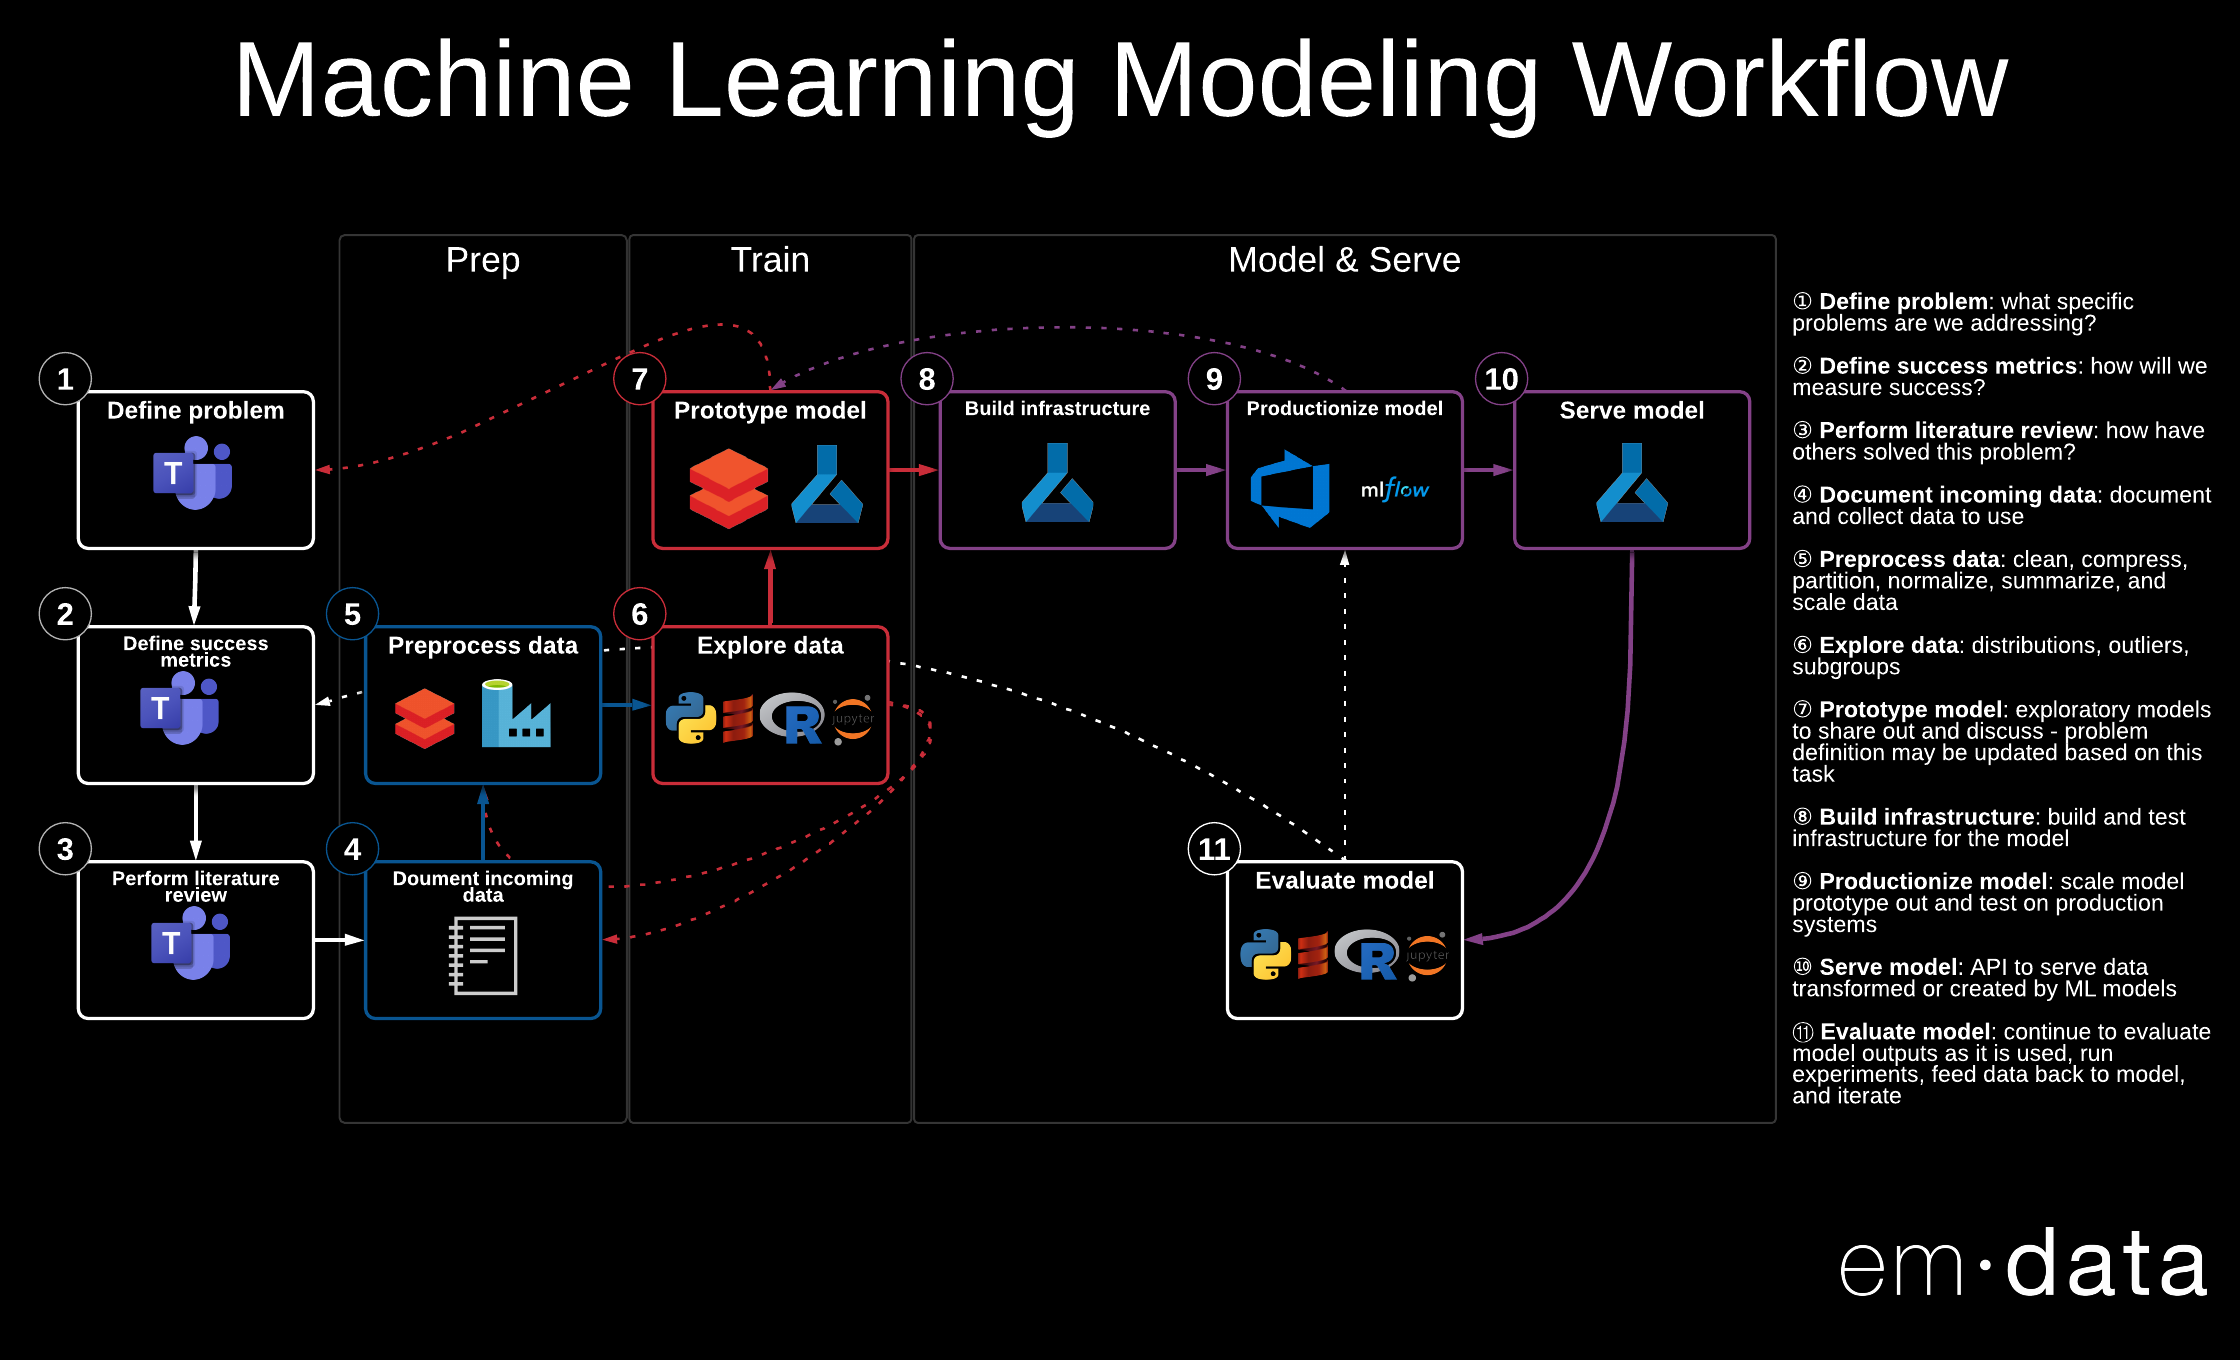 Machine Learning Modeling Workflow
Prep
Train
Model & Serve
1
Define problem
T
2
Define success
metrics
T
3
Perform literature
review
T
4
Doument incoming
data
5
Preprocess data
6
Explore data
R
jupyter
7
Prototype model
8
Build infrastructure
9
Productionize model
mlflow
10
Serve model
11
Evaluate model
R
jupyter
① Define problem: what specific
problems are we addressing?
② Define success metrics: how will we
measure success?
③ Perform literature review: how have
others solved this problem?
④ Document incoming data: document
and collect data to use
⑤ Preprocess data: clean, compress,
partition, normalize, summarize, and
scale data
⑥ Explore data: distributions, outliers,
subgroups
⑦ Prototype model: exploratory models
to share out and discuss - problem
definition may be updated based on this
task
⑧ Build infrastructure: build and test
infrastructure for the model
⑨ Productionize model: scale model
prototype out and test on production
systems
⑩ Serve model: API to serve data
transformed or created by ML models
⑪ Evaluate model: continue to evaluate
model outputs as it is used, run
experiments, feed data back to model,
and iterate
em·data